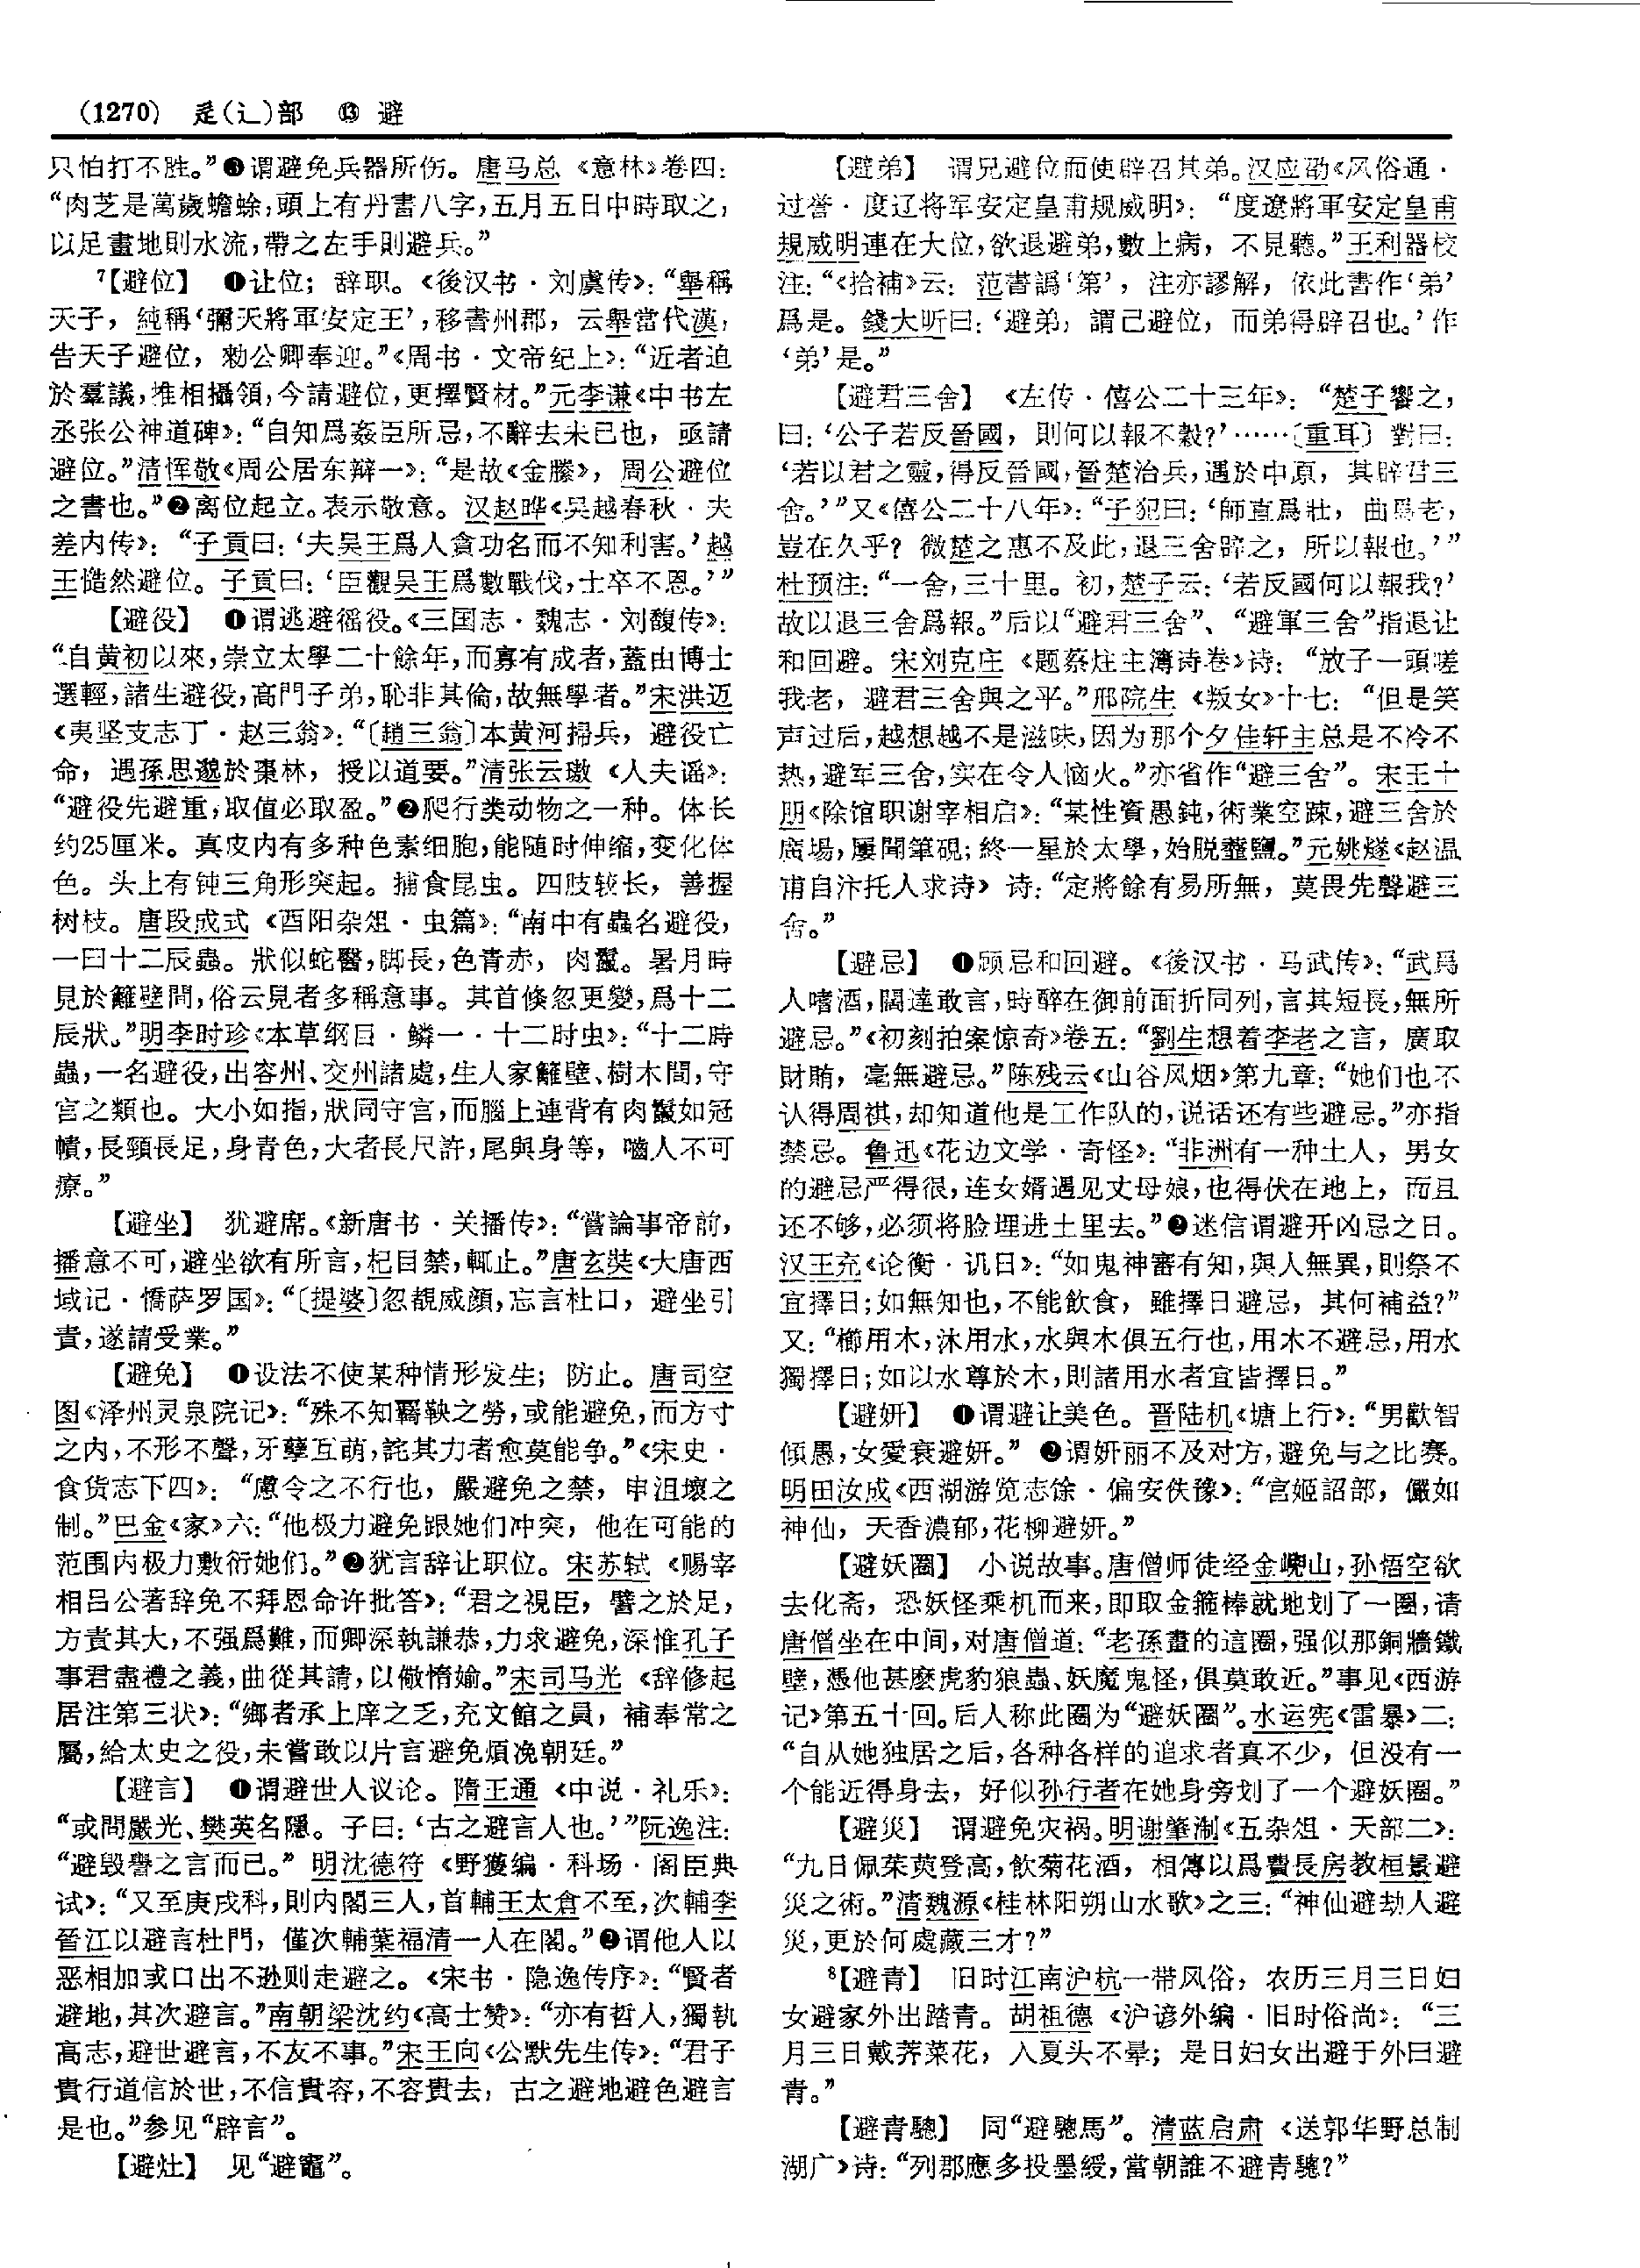 (1270) 辵(辶)部 ⑬ 避
只怕打不胜。”❸谓避免兵器所伤。唐马总《意林》卷四：
“肉芝是萬歲蟾蜍，頭上有丹書八字，五月五日中時取之，
以足畫地則水流，帶之左手則避兵。”
⁷【避位】 ❶让位；辞职。《後汉书·刘虞传》：“舉稱
天子，純稱‘彌天將軍安定王’，移書州郡，云舉當代漢，
告天子避位，勑公卿奉迎。”《周书·文帝纪上》：“近者迫
於羣議，推相攝領，今請避位，更擇賢材。”元李谦《中书左
丞张公神道碑》：“自知爲姦臣所忌，不辭去未已也，亟請
避位。”清恽敬《周公居东辩一》：“是故《金縢》，周公避位
之書也。”❷离位起立。表示敬意。汉赵晔《吴越春秋·夫
差内传》：“子貢曰：‘夫吴王爲人貪功名而不知利害。’越
王慥然避位。子貢曰：‘臣觀吴王爲數戰伐，士卒不恩。’”
【避役】 ❶谓逃避徭役。《三国志·魏志·刘馥传》：
“自黄初以來，崇立太學二十餘年，而寡有成者，蓋由博士
選輕，諸生避役，高門子弟，恥非其倫，故無學者。”宋洪迈
《夷坚支志丁·赵三翁》：“〔趙三翁〕本黄河掃兵，避役亡
命，遇孫思邈於棗林，授以道要。”清张云璈《人夫谣》：
“避役先避重，取值必取盈。”❷爬行类动物之一种。体长
约25厘米。真皮内有多种色素细胞，能随时伸缩，变化体
色。头上有钝三角形突起。捕食昆虫。四肢较长，善握
树枝。唐段成式《酉阳杂俎·虫篇》：“南中有蟲名避役，
一曰十二辰蟲。狀似蛇醫，脚長，色青赤，肉鬣。暑月時
見於籬壁間，俗云見者多稱意事。其首倏忽更變，爲十二
辰狀。”明李时珍《本草纲目·鳞一·十二时虫》：“十二時
蟲，一名避役，出容州、交州諸處，生人家籬壁、樹木間，守
宫之類也。大小如指，狀同守宫，而腦上連背有肉鬣如冠
幘，長頸長足，身青色，大者長尺許，尾與身等，嚙人不可
療。”
【避坐】 犹避席。《新唐书·关播传》：“嘗論事帝前，
播意不可，避坐欲有所言，杞目禁，輒止。”唐玄奘《大唐西
域记·憍萨罗国》：“〔提婆〕忽覩威顔，忘言杜口，避坐引
責，遂請受業。”
【避免】 ❶设法不使某种情形发生；防止。唐司空
图《泽州灵泉院记》：“殊不知羈鞅之勞，或能避免，而方寸
之内，不形不聲，牙孽互萌，詫其力者愈莫能争。”《宋史·
食货志下四》：“慮令之不行也，嚴避免之禁，申沮壞之
制。”巴金《家》六：“他极力避免跟她们冲突，他在可能的
范围内极力敷衍她们。”❷犹言辞让职位。宋苏轼《赐宰
相吕公著辞免不拜恩命许批答》：“君之視臣，譬之於足，
方責其大，不强爲難，而卿深執謙恭，力求避免，深惟孔子
事君盡禮之義，曲從其請，以儆惰媮。”宋司马光《辞修起
居注第三状》：“鄉者承上庠之乏，充文館之員，補奉常之
屬，給太史之役，未嘗敢以片言避免煩浼朝廷。”
【避言】 ❶谓避世人议论。隋王通《中说·礼乐》：
“或問嚴光、樊英名隱。子曰：‘古之避言人也。’”阮逸注：
“避毁譽之言而已。”明沈德符《野獲编·科场·阁臣典
试》：“又至庚戌科，則内閣三人，首輔王太倉不至，次輔李
晉江以避言杜門，僅次輔葉福清一人在閣。”❷谓他人以
恶相加或口出不逊则走避之。《宋书·隐逸传序》：“賢者
避地，其次避言。”南朝梁沈约《高士赞》：“亦有哲人，獨執
高志，避世避言，不友不事。”宋王向《公默先生传》：“君子
貴行道信於世，不信貴容，不容貴去，古之避地避色避言
是也。”参见“辟言”。
【避灶】 见“避竈”。
【避弟】 谓兄避位而使辟召其弟。汉应劭《风俗通·
过誉·度辽将军安定皇甫规威明》：“度遼將軍安定皇甫
規威明連在大位，欲退避弟，數上病，不見聽。”王利器校
注：“《拾補》云：范書譌‘第’，注亦謬解，依此書作‘弟’
爲是。錢大昕曰：‘避弟，謂己避位，而弟得辟召也。’作
‘弟’是。”
【避君三舍】 《左传·僖公二十三年》：“楚子饗之，
曰：‘公子若反晉國，則何以報不穀？’……〔重耳〕對曰：
‘若以君之靈，得反晉國，晉楚治兵，遇於中原，其辟君三
舍。’”又《僖公二十八年》：“子犯曰：‘師直爲壯，曲爲老，
豈在久乎？微楚之惠不及此，退三舍辟之，所以報也。’”
杜预注：“一舍，三十里。初，楚子云：‘若反國何以報我？’
故以退三舍爲報。”后以“避君三舍”、“避軍三舍”指退让
和回避。宋刘克庄《题蔡炷主簿诗卷》诗：“放子一頭嗟
我老，避君三舍與之平。”邢院生《叛女》十七：“但是笑
声过后，越想越不是滋味，因为那个夕佳轩主总是不冷不
热，避军三舍，实在令人恼火。”亦省作“避三舍”。宋王十
朋《除馆职谢宰相启》：“某性資愚鈍，術業空踈，避三舍於
廣場，屢聞筆硯；終一星於太學，始脱虀鹽。”元姚燧《赵温
甫自汴托人求诗》诗：“定將餘有易所無，莫畏先聲避三
舍。”
【避忌】 ❶顾忌和回避。《後汉书·马武传》：“武爲
人嗜酒，闊達敢言，時醉在御前面折同列，言其短長，無所
避忌。”《初刻拍案惊奇》卷五：“劉生想着李老之言，廣取
財賄，毫無避忌。”陈残云《山谷风烟》第九章：“她们也不
认得周祺，却知道他是工作队的，说话还有些避忌。”亦指
禁忌。鲁迅《花边文学·奇怪》：“非洲有一种土人，男女
的避忌严得很，连女婿遇见丈母娘，也得伏在地上，而且
还不够，必须将脸埋进土里去。”❷迷信谓避开凶忌之日。
汉王充《论衡·讥日》：“如鬼神審有知，與人無異，則祭不
宜擇日；如無知也，不能飲食，雖擇日避忌，其何補益？”
又：“櫛用木，沐用水，水與木俱五行也，用木不避忌，用水
獨擇日；如以水尊於木，則諸用水者宜皆擇日。”
【避妍】 ❶谓避让美色。晋陆机《塘上行》：“男歡智
傾愚，女愛衰避妍。”❷谓妍丽不及对方，避免与之比赛。
明田汝成《西湖游览志馀·偏安佚豫》：“宫姬韶部，儼如
神仙，天香濃郁，花柳避妍。”
【避妖圈】 小说故事。唐僧师徒经金㠉山，孙悟空欲
去化斋，恐妖怪乘机而来，即取金箍棒就地划了一圈，请
唐僧坐在中间，对唐僧道：“老孫畫的這圈，强似那銅牆鐵
壁，憑他甚麽虎豹狼蟲、妖魔鬼怪，俱莫敢近。”事见《西游
记》第五十回。后人称此圈为“避妖圈”。水运宪《雷暴》二：
“自从她独居之后，各种各样的追求者真不少，但没有一
个能近得身去，好似孙行者在她身旁划了一个避妖圈。”
【避災】 谓避免灾祸。明谢肇淛《五杂俎·天部二》：
“九日佩茱萸登高，飲菊花酒，相傳以爲費長房教桓景避
災之術。”清魏源《桂林阳朔山水歌》之三：“神仙避劫人避
災，更於何處藏三才？”
⁸【避青】 旧时江南沪杭一带风俗，农历三月三日妇
女避家外出踏青。胡祖德《沪谚外编·旧时俗尚》：“三
月三日戴荠菜花，入夏头不晕；是日妇女出避于外曰避
青。”
【避青驄】 同“避驄馬”。清蓝启肃《送郭华野总制
湖广》诗：“列郡應多投墨綬，當朝誰不避青驄？”